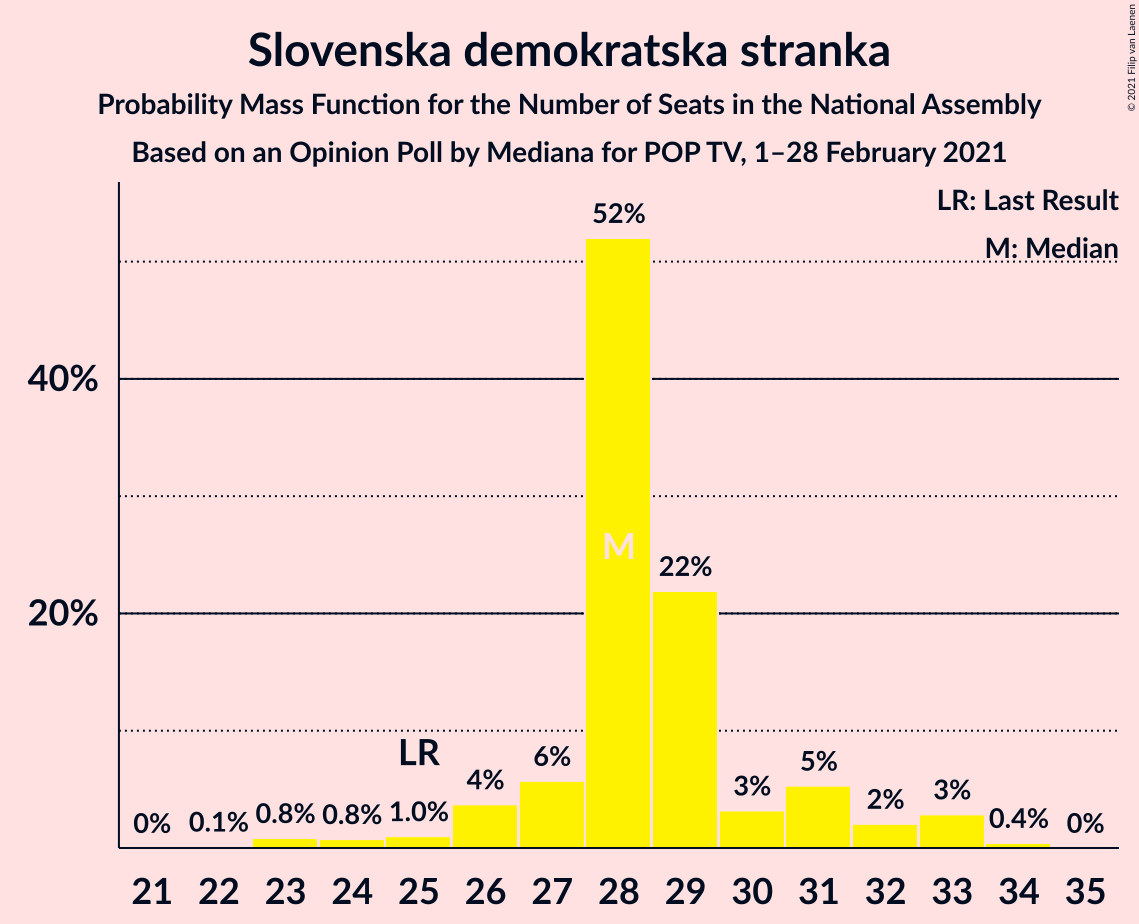 Slovenska demokratska stranka
Probability Mass Function for the Number of Seats in the National Assembly
Based on an Opinion Poll by Mediana for POP TV, 1–28 February 2021
© 2021 Filip van Laenen
LR: Last Result
M: Median
52%
40%
M
22%
20%
LR
0%
0.1%
0.8%
0.8%
1.0%
4%
6%
3%
5%
2%
3%
0.4%
0%
21 22 23 24 25 26 27 28 29 30 31 32 33 34 35